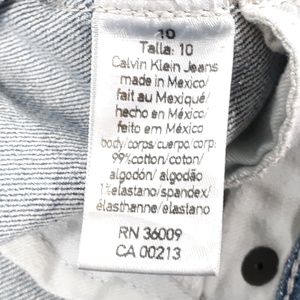 10
Talla: 10
Calvin Klein Jeans
made in Mexico/
fait au Mexique/
hecho en México/
feito em México
body/corps/cuerpo/corp:
99%cotton/coton/
algodón/ algodão
1%elastano/spandex/
élasthanne/elastano
RN 36009
CA 00213